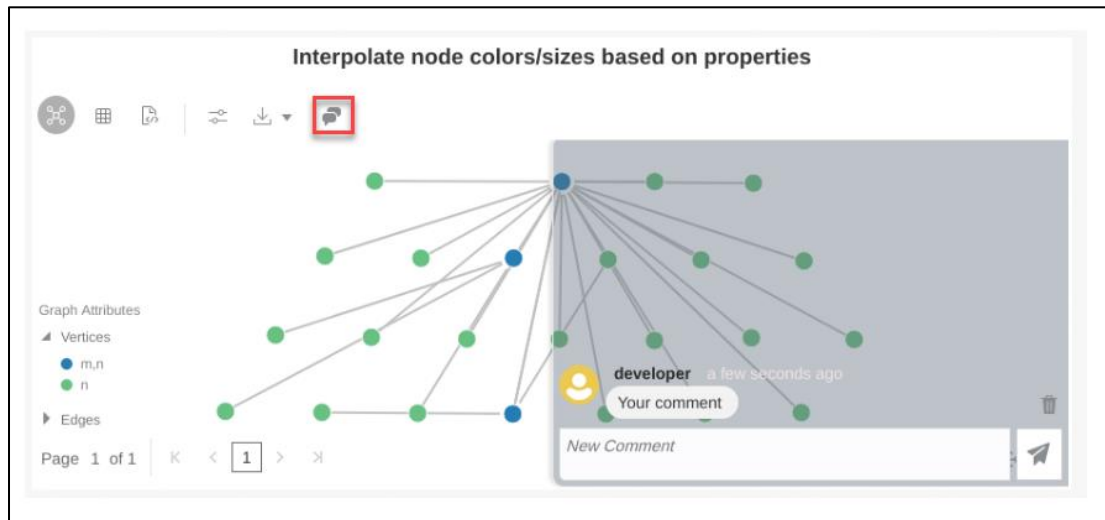 Interpolate node colors/sizes based on properties
Graph Attributes
Vertices
m,n
n
Edges
Page 1 of 1
1
developer a few seconds ago
Your comment
New Comment